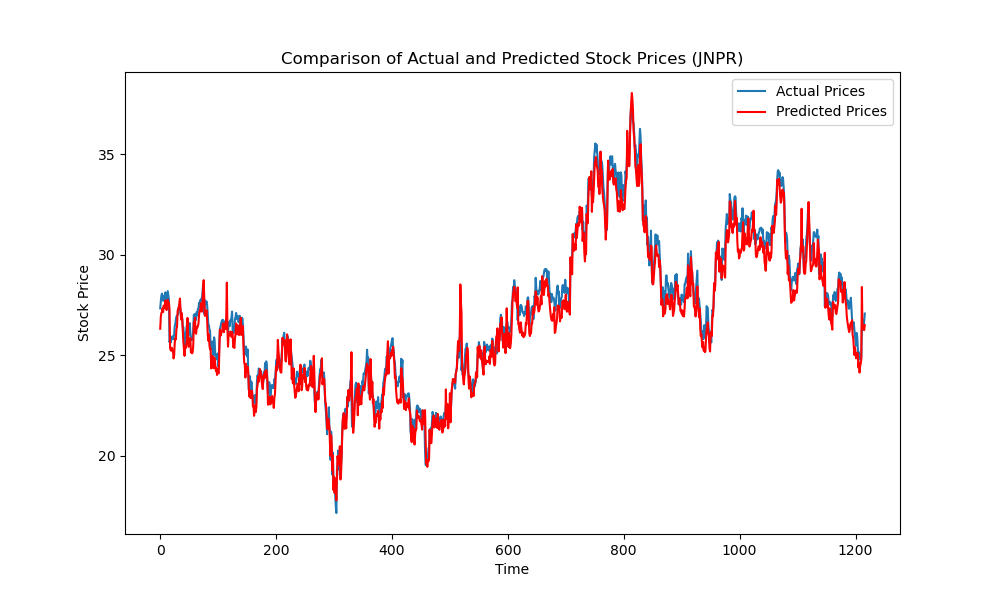 Comparison of Actual and Predicted Stock Prices (JNPR)
Actual Prices
Predicted Prices
Stock Price
35
30
25
20
0 200 400 600 800 1000 1200
Time